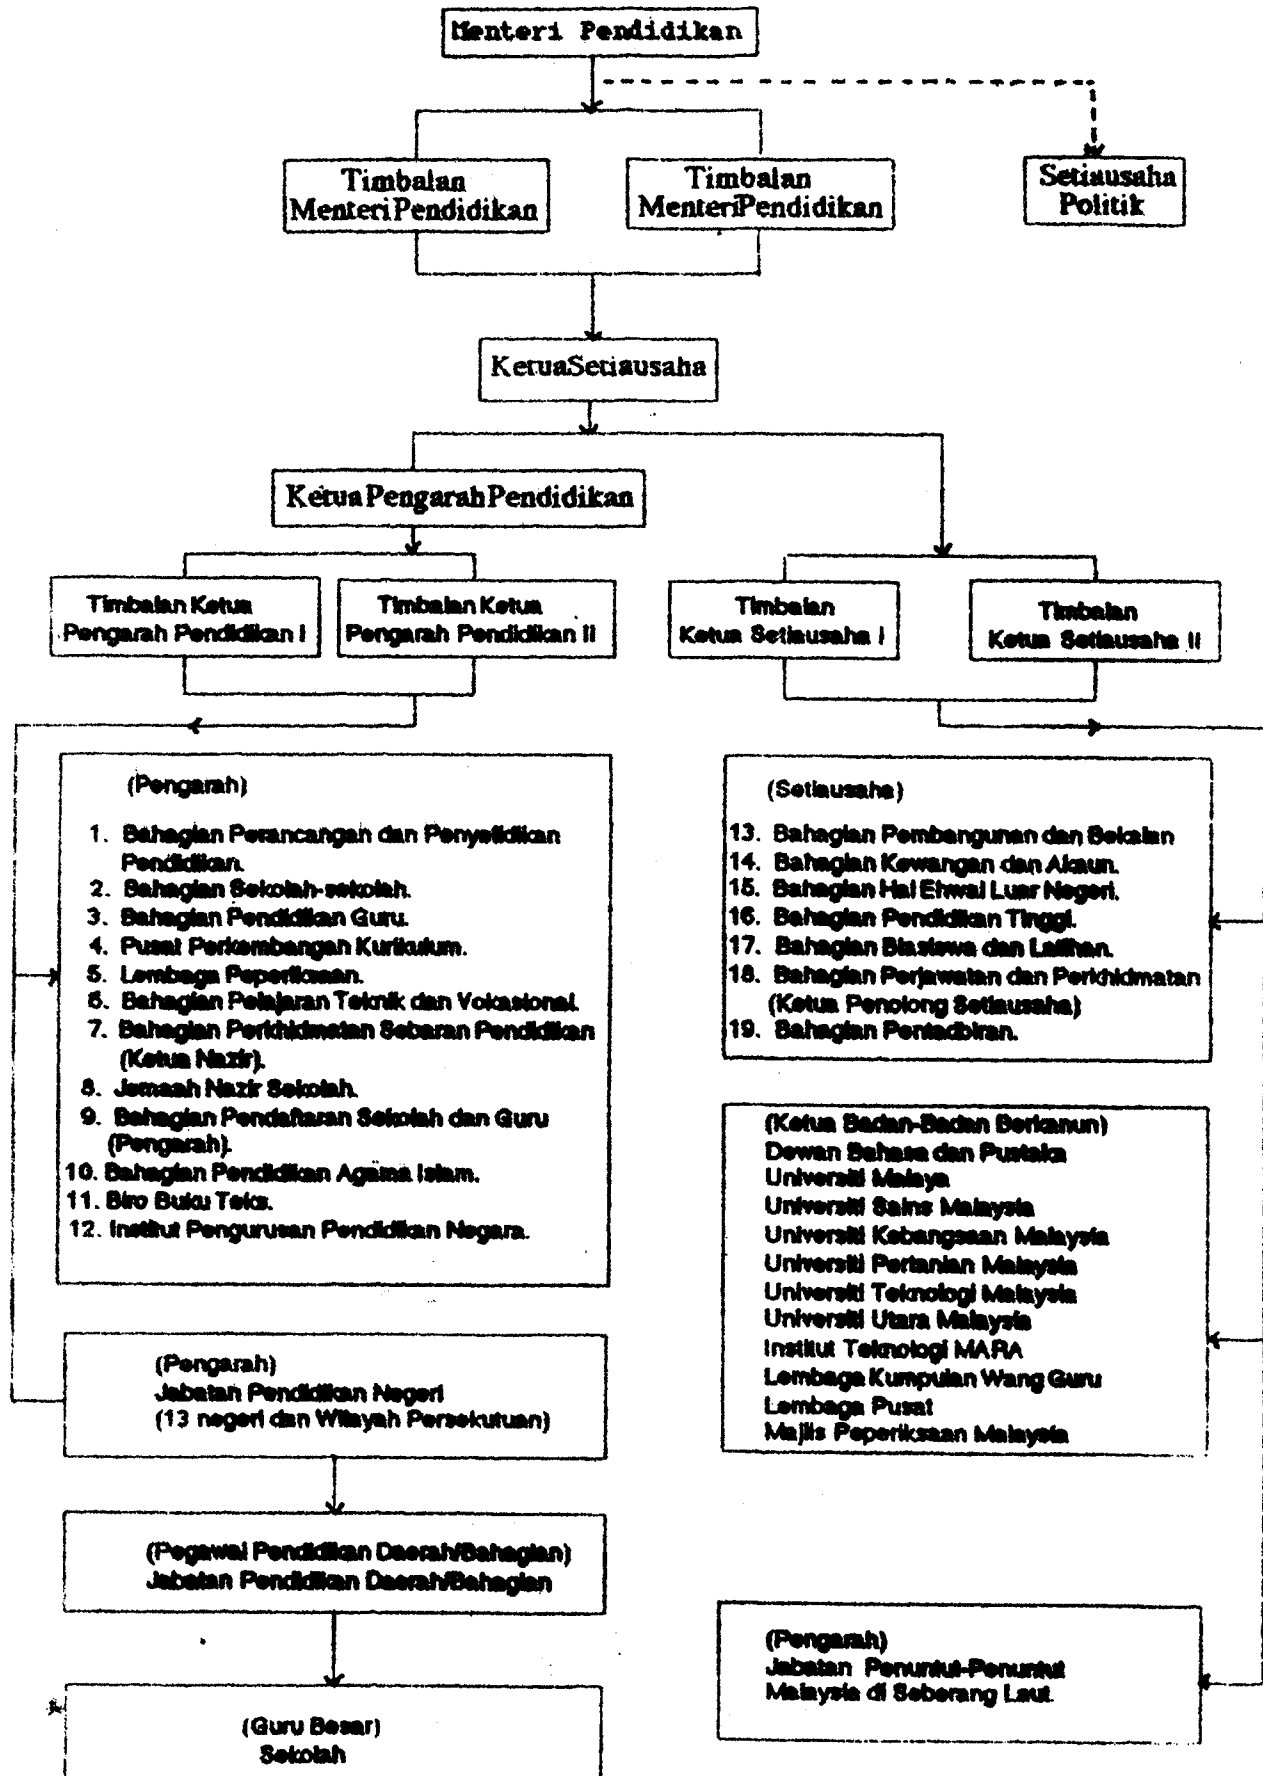 Menteri Pendidikan
Timbalan
Menteri Pendidikan
Timbalan
Menteri Pendidikan
Setiausaha
Politik
Ketua Setiausaha
Ketua Pengarah Pendidikan
Timbalan Ketua
Pengarah Pendidikan I
Timbalan Ketua
Pengarah Pendidikan II
Timbalan
Ketua Setiausaha I
Timbalan
Ketua Setiausaha II
(Pengarah)
1. Bahagian Perancangan dan Penyelidikan
Pendidikan.
2. Bahagian Sekolah-sekolah.
3. Bahagian Pendidikan Guru.
4. Pusat Perkembangan Kurikulum.
5. Lembaga Peperiksaan.
6. Bahagian Pelajaran Teknik dan Vokasional.
7. Bahagian Perkhidmatan Sebaran Pendidikan
(Ketua Nazir).
8. Jemaah Nazir Sekolah.
9. Bahagian Pendaftaran Sekolah dan Guru
(Pengarah).
10. Bahagian Pendidikan Agama Islam.
11. Biro Buku Teks.
12. Institut Pengurusan Pendidikan Negara.
(Setiausaha)
13. Bahagian Pembangunan dan Bekalan
14. Bahagian Kewangan dan Akaun.
15. Bahagian Hal Ehwal Luar Negeri.
16. Bahagian Pendidikan Tinggi.
17. Bahagian Biasiswa dan Latihan.
18. Bahagian Perjawatan dan Perkhidmatan
(Ketua Penolong Setiausaha)
19. Bahagian Pentadbiran.
(Ketua Badan-Badan Berkanun)
Dewan Bahasa dan Pustaka
Universiti Malaya
Universiti Sains Malaysia
Universiti Kebangsaan Malaysia
Universiti Pertanian Malaysia
Universiti Teknologi Malaysia
Universiti Utara Malaysia
Institut Teknologi MARA
Lembaga Kumpulan Wang Guru
Lembaga Pusat
Majlis Peperiksaan Malaysia
(Pengarah)
Jabatan Pendidikan Negeri
(13 negeri dan Wilayah Persekutuan)
(Pegawai Pendidikan Daerah/Bahagian)
Jabatan Pendidikan Daerah/Bahagian
(Pengarah)
Jabatan Penuntut-Penuntut
Malaysia di Seberang Laut.
(Guru Besar)
Sekolah